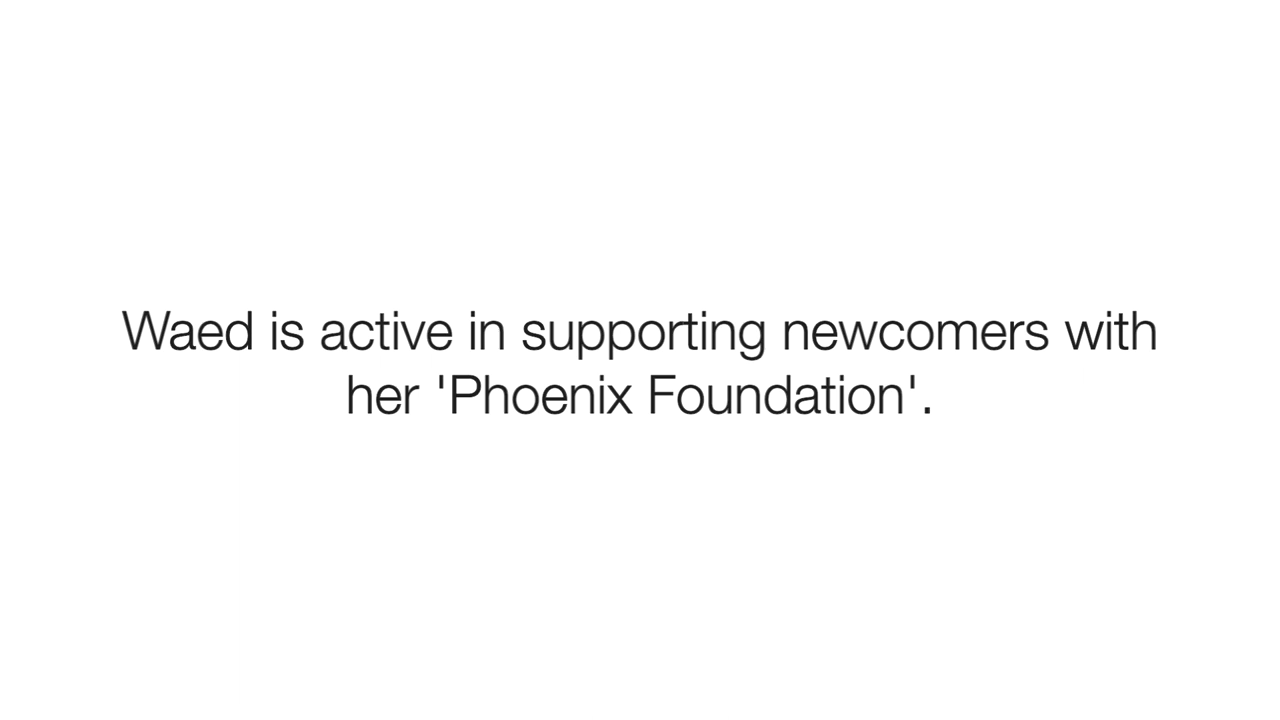 Waed is active in supporting newcomers with
her 'Phoenix Foundation'.